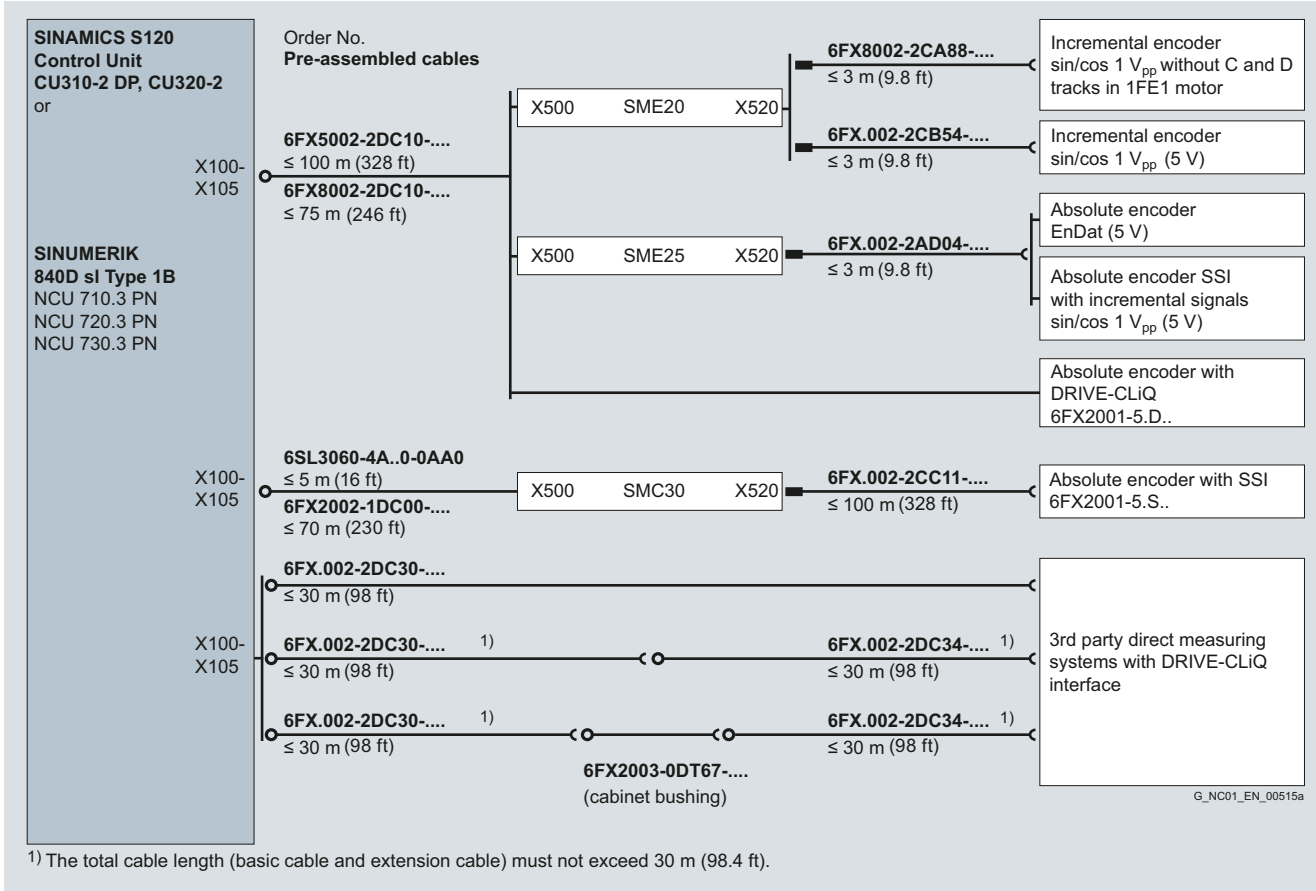 SINAMICS S120
Control Unit
CU310-2 DP, CU320-2
or
X100-
X105
SINUMERIK
840D sl Type 1B
NCU 710.3 PN
NCU 720.3 PN
NCU 730.3 PN
X100-
X105
X100-
X105
Order No.
Pre-assembled cables
6FX5002-2DC10-....
≤ 100 m (328 ft)
6FX8002-2DC10-....
≤ 75 m (246 ft)
X500 SME20 X520
6FX8002-2CA88-....
≤ 3 m (9.8 ft)
Incremental encoder
sin/cos 1 Vpp without C and D
tracks in 1FE1 motor
6FX.002-2CB54-....
≤ 3 m (9.8 ft)
Incremental encoder
sin/cos 1 Vpp (5 V)
X500 SME25 X520
6FX.002-2AD04-....
≤ 3 m (9.8 ft)
Absolute encoder
EnDat (5 V)
Absolute encoder SSI
with incremental signals
sin/cos 1 Vpp (5 V)
Absolute encoder with
DRIVE-CLiQ
6FX2001-5.D..
6SL3060-4A..0-0AA0
≤ 5 m (16 ft)
6FX2002-1DC00-....
≤ 70 m (230 ft)
X500 SMC30 X520
6FX.002-2CC11-....
≤ 100 m (328 ft)
Absolute encoder with SSI
6FX2001-5.S..
6FX.002-2DC30-....
≤ 30 m (98 ft)
6FX.002-2DC30-.... 1)
≤ 30 m (98 ft)
6FX.002-2DC34-.... 1)
≤ 30 m (98 ft)
6FX.002-2DC30-.... 1)
≤ 30 m (98 ft)
6FX2003-0DT67-....
(cabinet bushing)
6FX.002-2DC34-.... 1)
≤ 30 m (98 ft)
3rd party direct measuring
systems with DRIVE-CLiQ
interface
G_NC01_EN_00515a
1) The total cable length (basic cable and extension cable) must not exceed 30 m (98.4 ft).